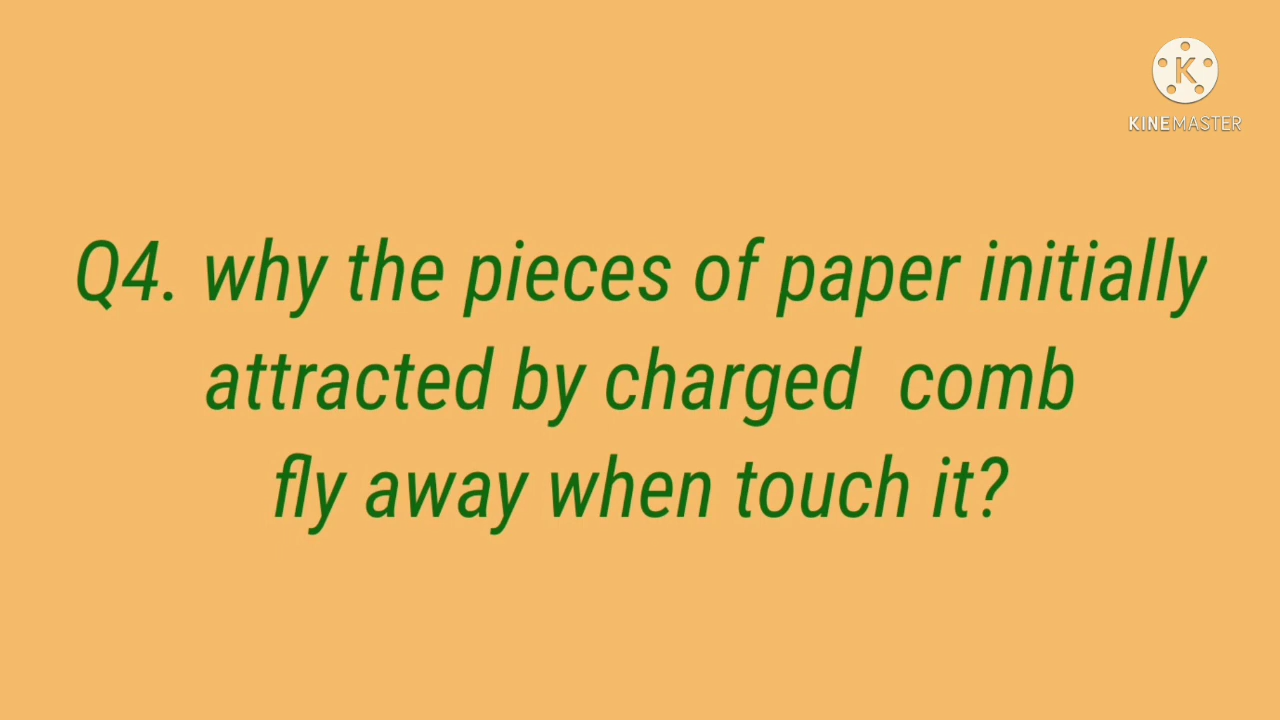 K
KINEMASTER
Q4. why the pieces of paper initially
attracted by charged comb
fly away when touch it?